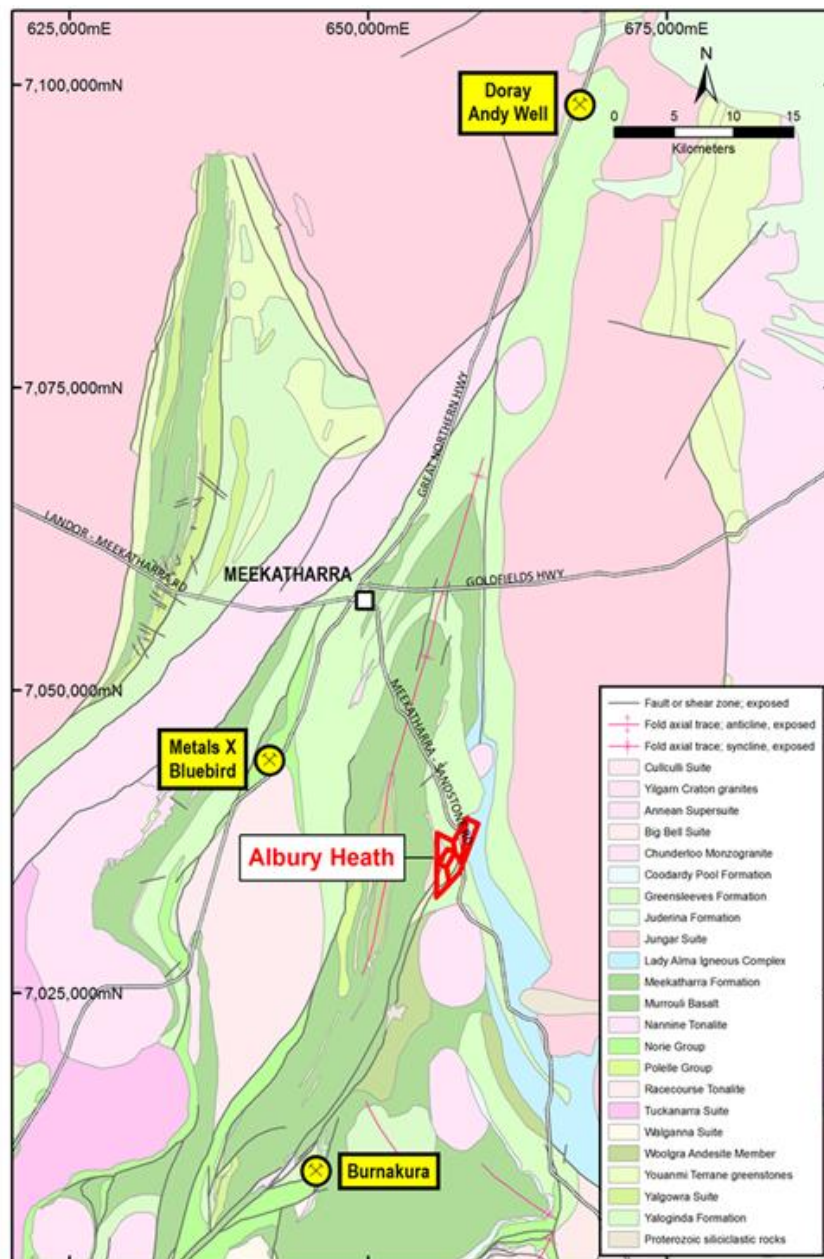 625,000mE
650,000mE
675,000mE
7,100,000mN
Doray
Andy Well
N
0 5 10 15
Kilometers
7,075,000mN
GREAT NORTHERN HWY
LANDOR - MEEKATHARRA RD
MEEKATHARRA
GOLDFIELDS HWY
7,050,000mN
MEEKATHARRA - SANDSTONE RD
Metals X
Bluebird
Albury Heath
7,025,000mN
Burnakura
Fault or shear zone; exposed
Fold axial trace; anticline, exposed
Fold axial trace; syncline, exposed
Cullculli Suite
Yilgarn Craton granites
Annean Supersuite
Big Bell Suite
Chunderloo Monzogranite
Coodardy Pool Formation
Greensleeves Formation
Juderina Formation
Jungar Suite
Lady Alma Igneous Complex
Meekatharra Formation
Murrouli Basalt
Nannine Tonalite
Norie Group
Polelle Group
Racecourse Tonalite
Tuckanarra Suite
Walganna Suite
Woolgra Andesite Member
Youanmi Terrane greenstones
Yalgowra Suite
Yaloginda Formation
Proterozoic siliciclastic rocks